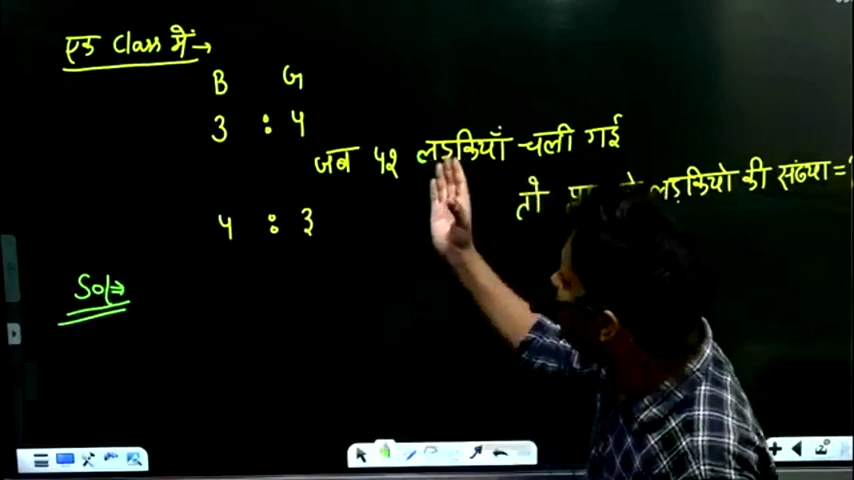 एक Class में →
B G
3 : 4
जब 42 लड़कियाँ चली गई
तो लड़कियो की संख्या = ?
4 : 3
Sol⇒